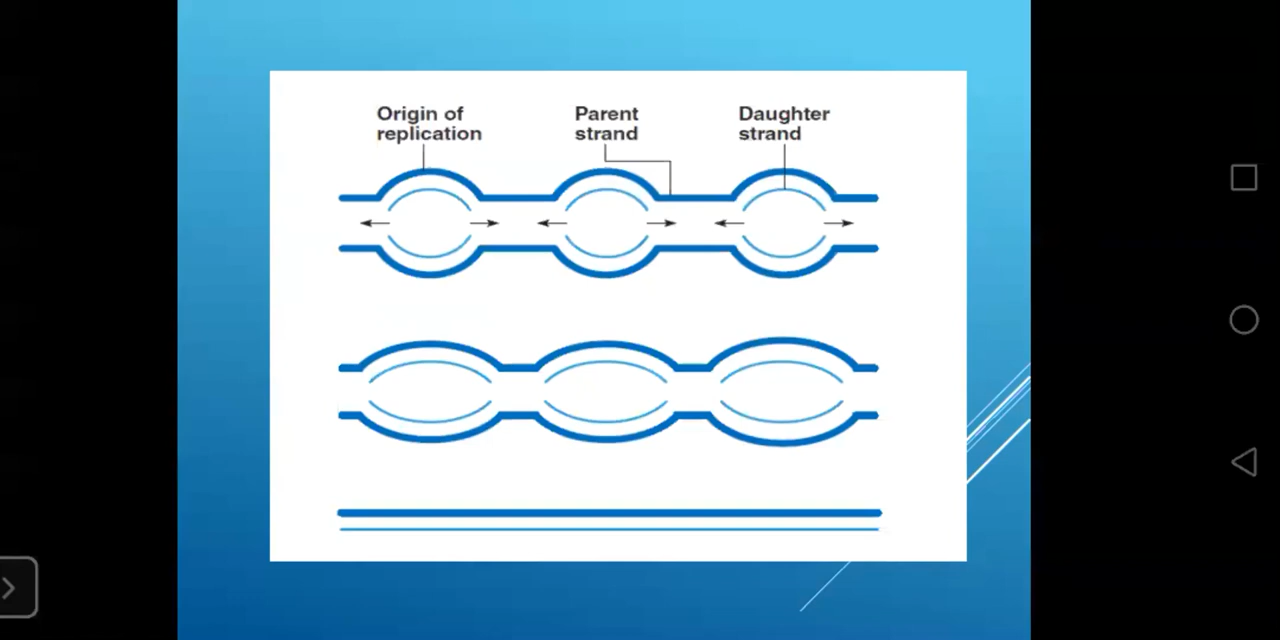 Origin of
replication
Parent
strand
Daughter
strand